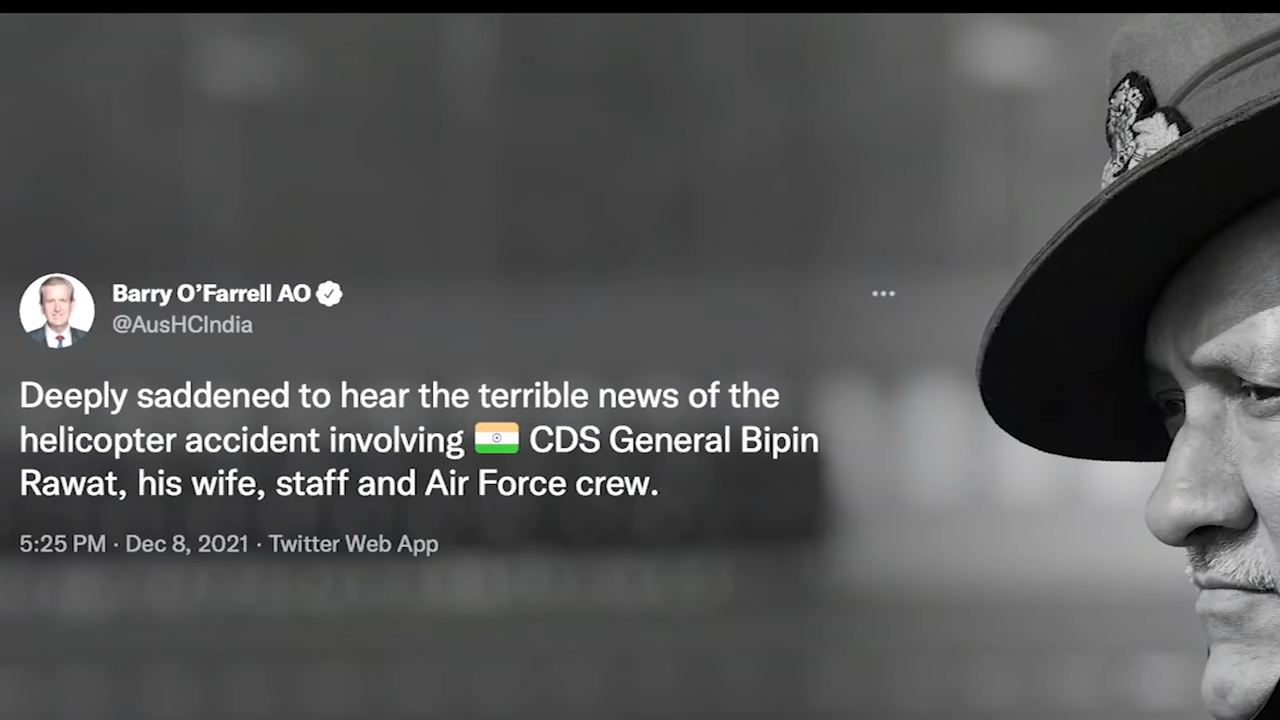 Barry O'Farrell AO
@AusHCIndia
Deeply saddened to hear the terrible news of the
helicopter accident involving 🇮🇳 CDS General Bipin
Rawat, his wife, staff and Air Force crew.
5:25 PM · Dec 8, 2021 · Twitter Web App